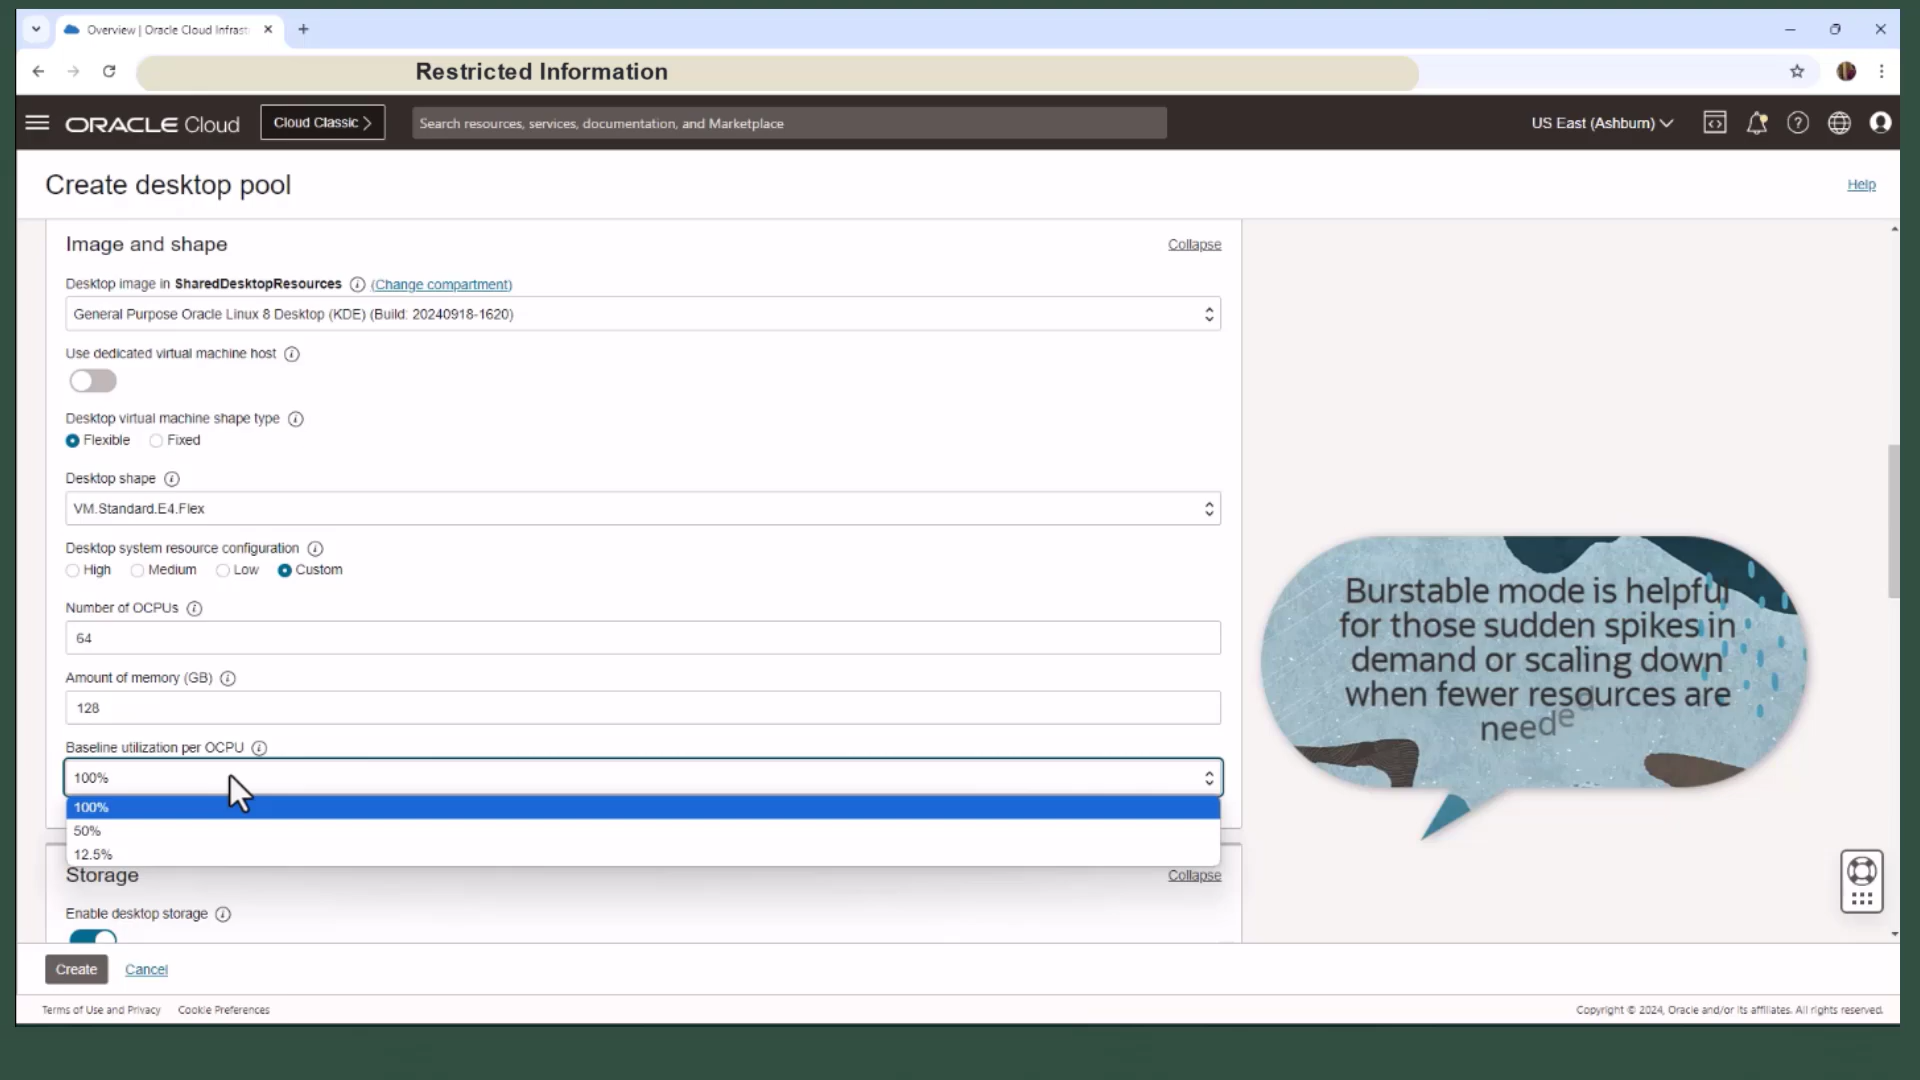 Overview | Oracle Cloud Infrast
Restricted Information
ORACLE Cloud
Cloud Classic
Search resources, services, documentation, and Marketplace
US East (Ashburn)
Create desktop pool
Help
Image and shape
Collapse
Desktop image in SharedDesktopResources (Change compartment)
General Purpose Oracle Linux 8 Desktop (KDE) (Build: 20240918-1620)
Use dedicated virtual machine host
Desktop virtual machine shape type
Flexible Fixed
Desktop shape
VM.Standard.E4.Flex
Desktop system resource configuration
High Medium Low Custom
Number of OCPUs
64
Amount of memory (GB)
128
Baseline utilization per OCPU
100%
100%
50%
12.5%
Burstable mode is helpful
for those sudden spikes in
demand or scaling down
when fewer resources are
needed
Storage
Collapse
Enable desktop storage
Create Cancel
Terms of Use and Privacy Cookie Preferences
Copyright © 2024, Oracle and/or its affiliates. All rights reserved.